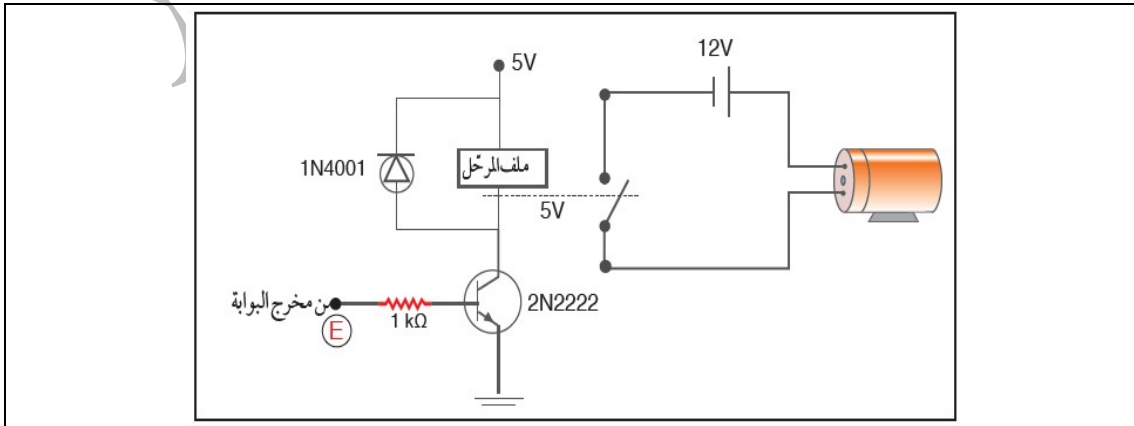 12V
5V
1N4001
ملف المرحّل
5V
من مخرج البوابة
2N2222
1 kΩ
E